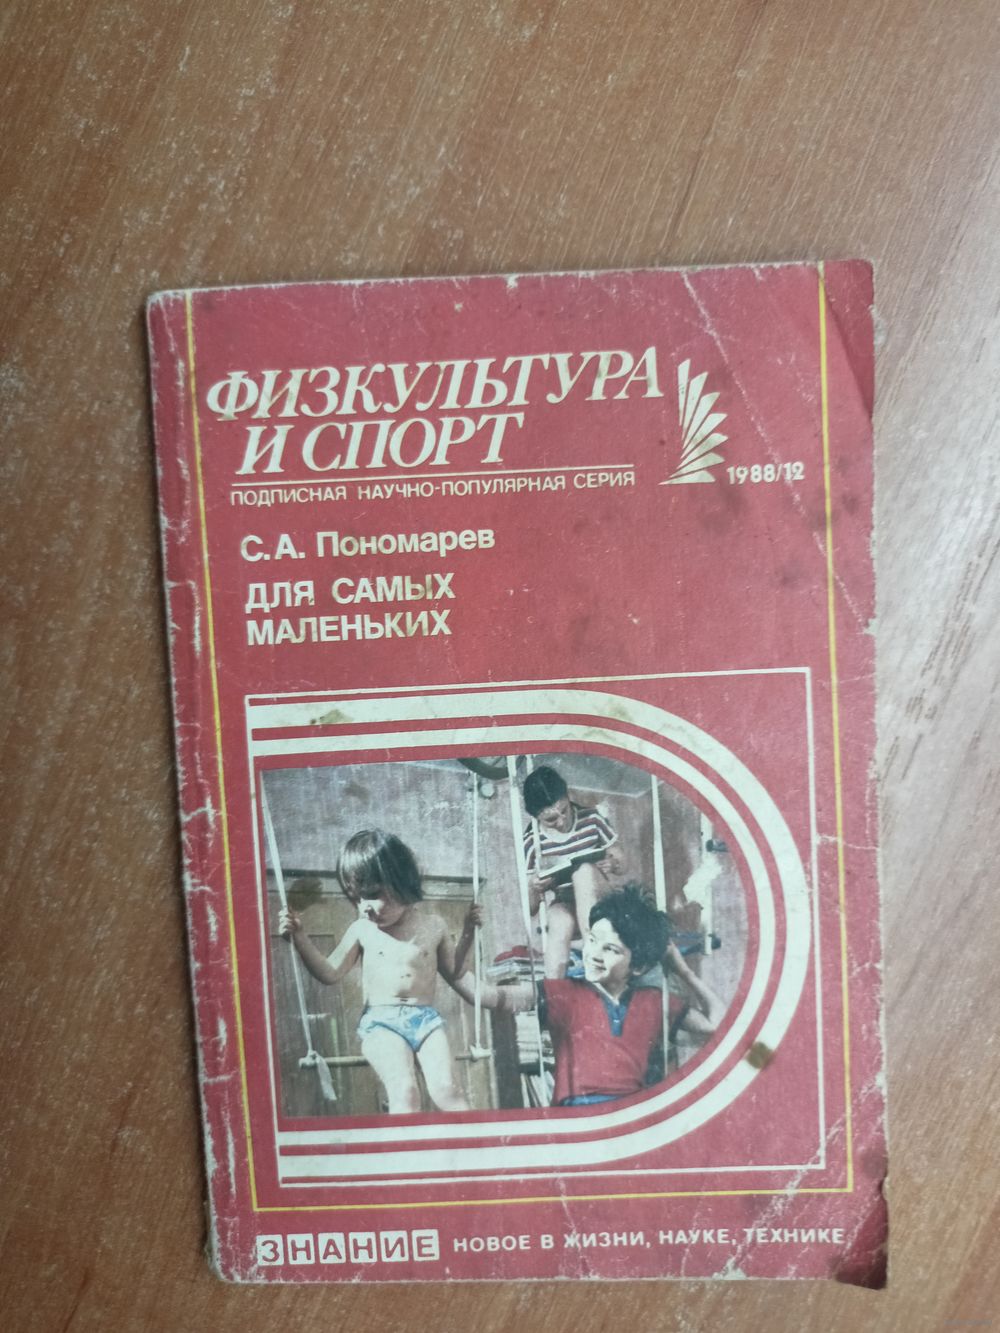 ФИЗКУЛЬТУРА
И СПОРТ
ПОДПИСНАЯ НАУЧНО-ПОПУЛЯРНАЯ СЕРИЯ
1988/12
С.А. Пономарев
ДЛЯ САМЫХ
МАЛЕНЬКИХ
ЗНАНИЕ НОВОЕ В ЖИЗНИ, НАУКЕ, ТЕХНИКЕ